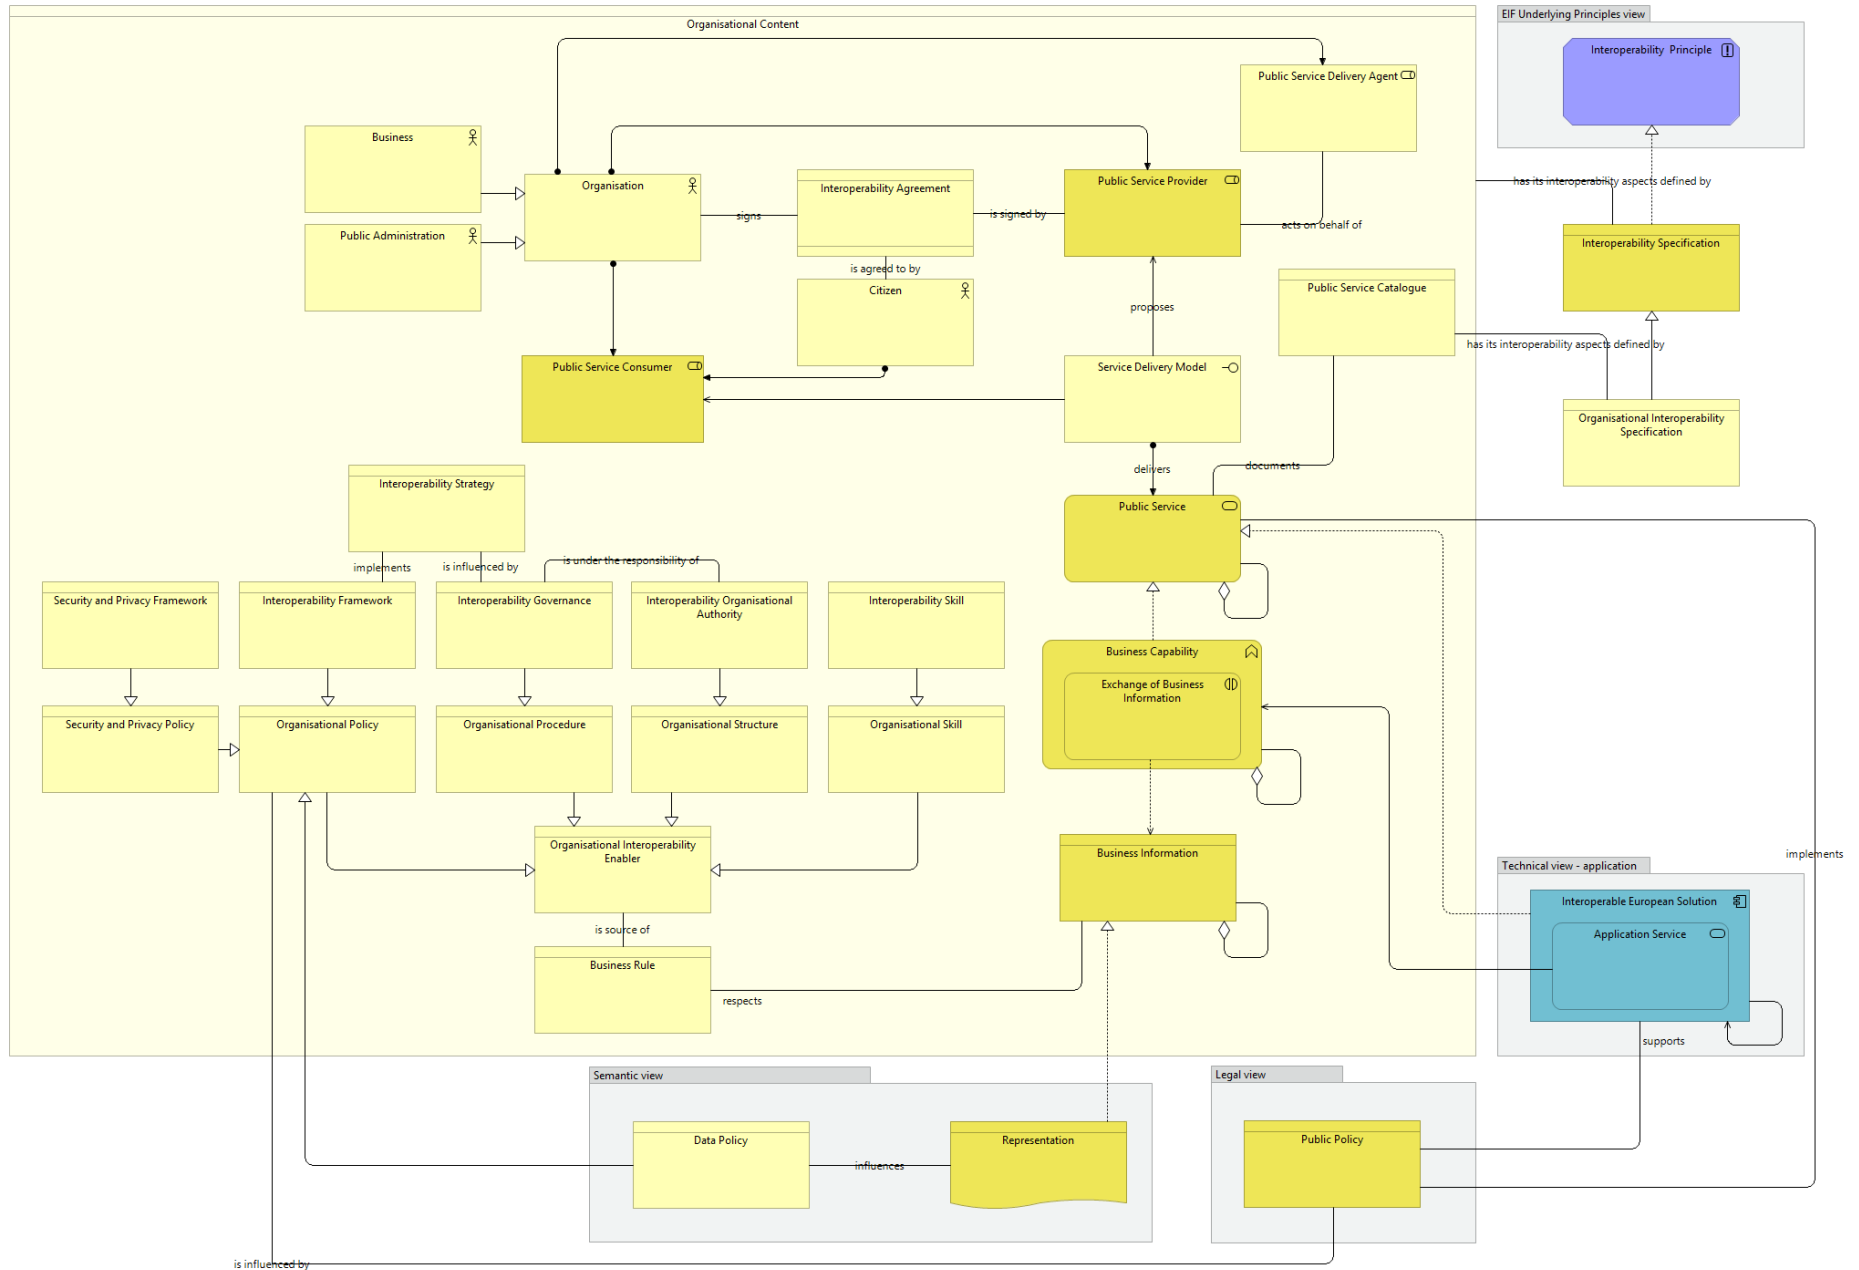 Organisational Content
EIF Underlying Principles view
Interoperability  Principle
Public Service Delivery Agent
Business
Organisation
Interoperability Agreement
Public Service Provider
has its interoperability aspects defined by
signs
is signed by
acts on behalf of
Public Administration
Interoperability Specification
is agreed to by
Citizen
Public Service Catalogue
proposes
has its interoperability aspects defined by
Public Service Consumer
Service Delivery Model
Organisational Interoperability
Specification
delivers
documents
Interoperability Strategy
Public Service
implements
is influenced by
is under the responsibility of
Security and Privacy Framework
Interoperability Framework
Interoperability Governance
Interoperability Organisational
Authority
Interoperability Skill
Business Capability
Exchange of Business
Information
Security and Privacy Policy
Organisational Policy
Organisational Procedure
Organisational Structure
Organisational Skill
Organisational Interoperability
Enabler
Business Information
implements
Technical view - application
Interoperable European Solution
Application Service
is source of
Business Rule
respects
supports
Semantic view
Legal view
Data Policy
influences
Representation
Public Policy
is influenced by